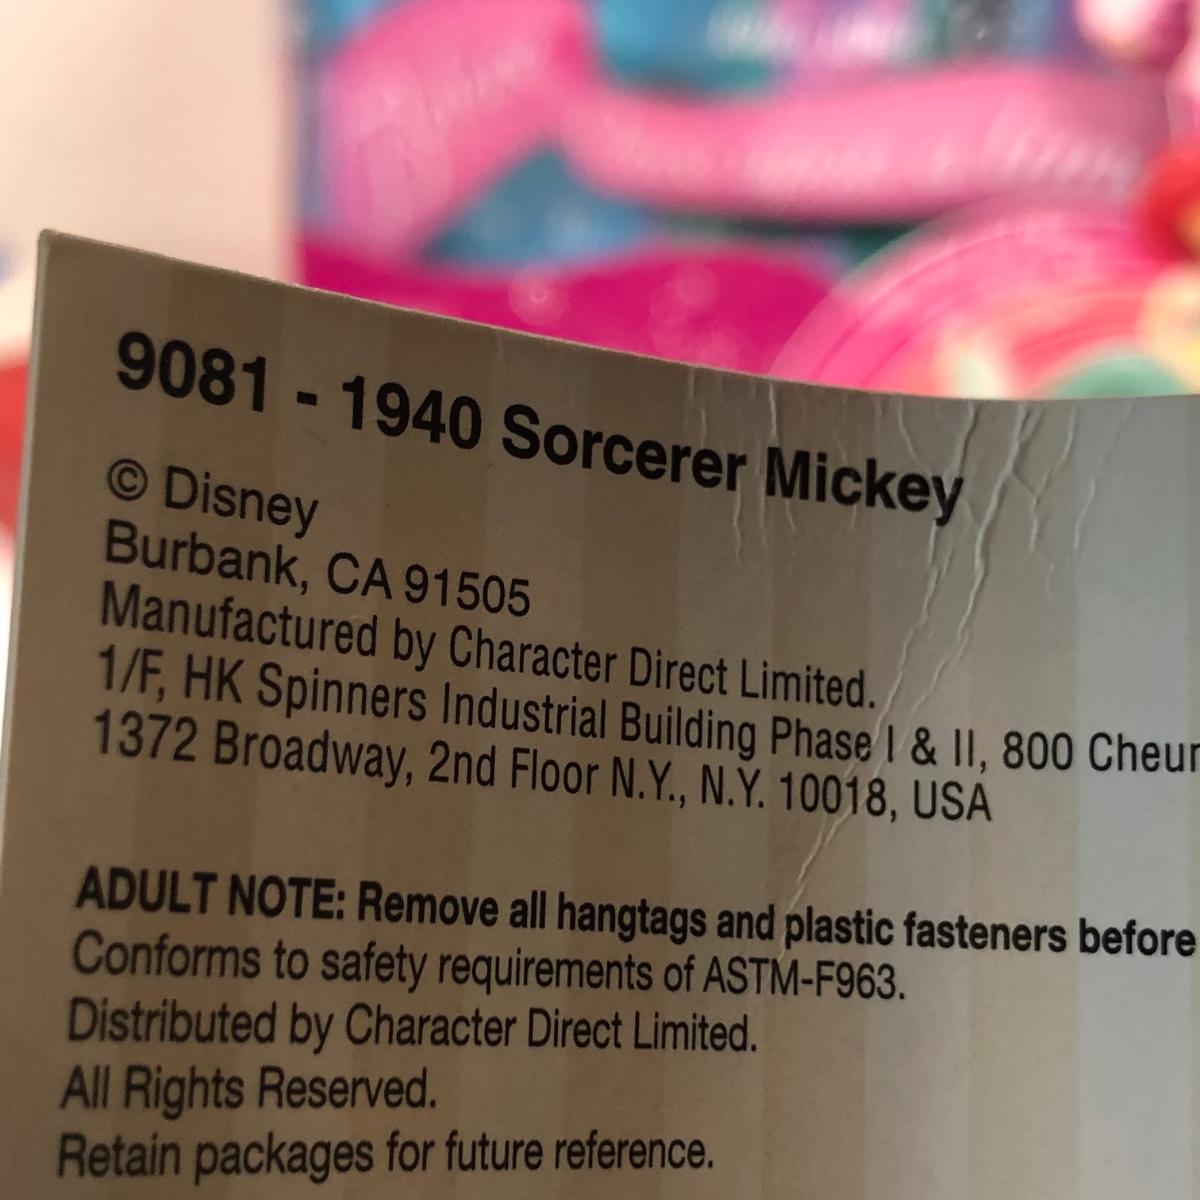 9081 - 1940 Sorcerer Mickey
© Disney
Burbank, CA 91505
Manufactured by Character Direct Limited.
1/F, HK Spinners Industrial Building Phase I & II, 800 Cheun
1372 Broadway, 2nd Floor N.Y., N.Y. 10018, USA
ADULT NOTE: Remove all hangtags and plastic fasteners before
Conforms to safety requirements of ASTM-F963.
Distributed by Character Direct Limited.
All Rights Reserved.
Retain packages for future reference.